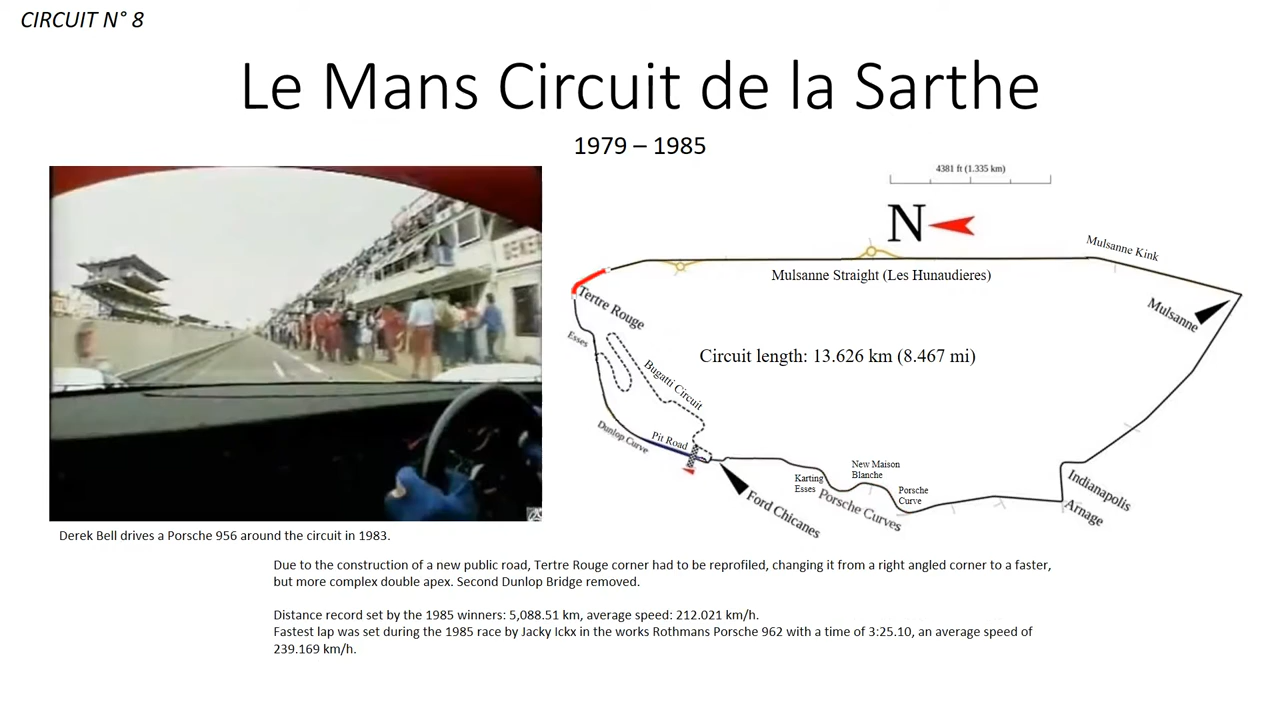 CIRCUIT N° 8
Le Mans Circuit de la Sarthe
1979 – 1985
4381 ft (1.335 km)
N
Mulsanne Kink
Mulsanne Straight (Les Hunaudieres)
Tertre Rouge
Mulsanne
Esses
Circuit length: 13.626 km (8.467 mi)
Bugatti Circuit
Dunlop Curve
Pit Road
Karting
Esses
New Maison
Blanche
Porsche
Curve
Porsche Curves
Ford Chicanes
Indianapolis
Arnage
Derek Bell drives a Porsche 956 around the circuit in 1983.
Due to the construction of a new public road, Tertre Rouge corner had to be reprofiled, changing it from a right angled corner to a faster,
but more complex double apex. Second Dunlop Bridge removed.
Distance record set by the 1985 winners: 5,088.51 km, average speed: 212.021 km/h.
Fastest lap was set during the 1985 race by Jacky Ickx in the works Rothmans Porsche 962 with a time of 3:25.10, an average speed of
239.169 km/h.